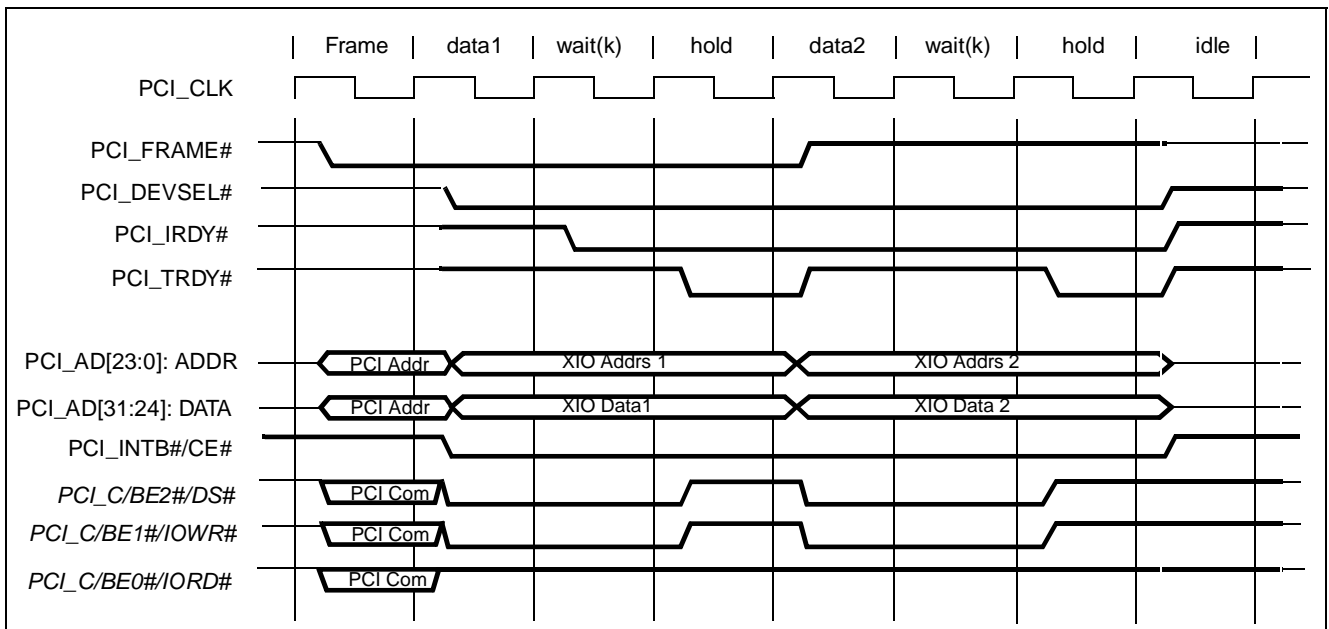 Frame data1 wait(k) hold data2 wait(k) hold idle
PCI_CLK
PCI_FRAME#
PCI_DEVSEL#
PCI_IRDY#
PCI_TRDY#
PCI_AD[23:0]: ADDR PCI Addr XIO Addrs 1 XIO Addrs 2
PCI_AD[31:24]: DATA PCI Addr XIO Data1 XIO Data 2
PCI_INTB#/CE#
PCI_C/BE2#/DS# PCI Com
PCI_C/BE1#/IOWR# PCI Com
PCI_C/BE0#/IORD# PCI Com